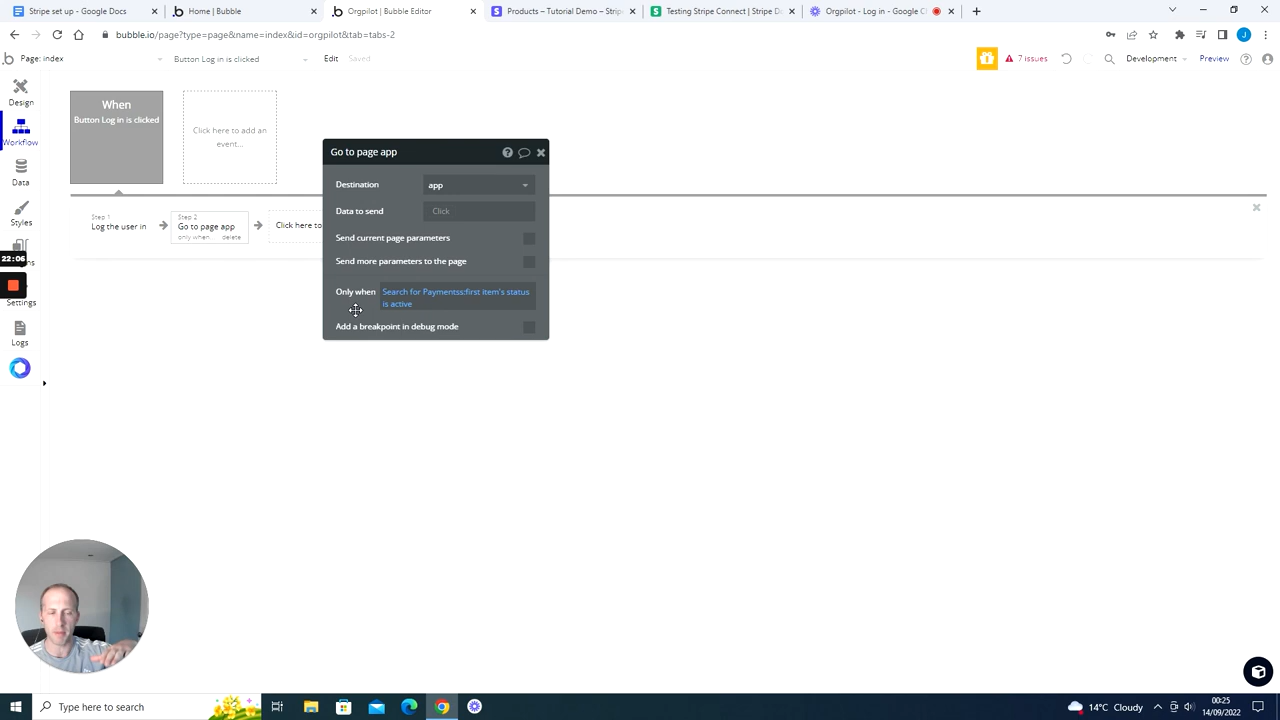 Stripe set up - Google Docs
Home | Bubble
Orgpilot | Bubble Editor
Products – Tutorial Demo – Stri
Testing Stripe Connect | Stripe D
Orgpilot - Log in - Google C
bubble.io/page?type=page&name=index&id=orgpilot&tab=tabs-2
Page: index
Button Log in is clicked
Edit
Saved
7 issues
Development
Preview
Design
Workflow
Data
Styles
ns
Settings
Logs
22:06
When
Button Log in is clicked
Click here to add an
event...
Step 1
Log the user in
Step 2
Go to page app
only when...
delete
Click here to
Go to page app
Destination
app
Data to send
Click
Send current page parameters
Send more parameters to the page
Only when
Search for Paymentss:first item's status
is active
Add a breakpoint in debug mode
Type here to search
14°C Cloudy
00:25
14/09/2022